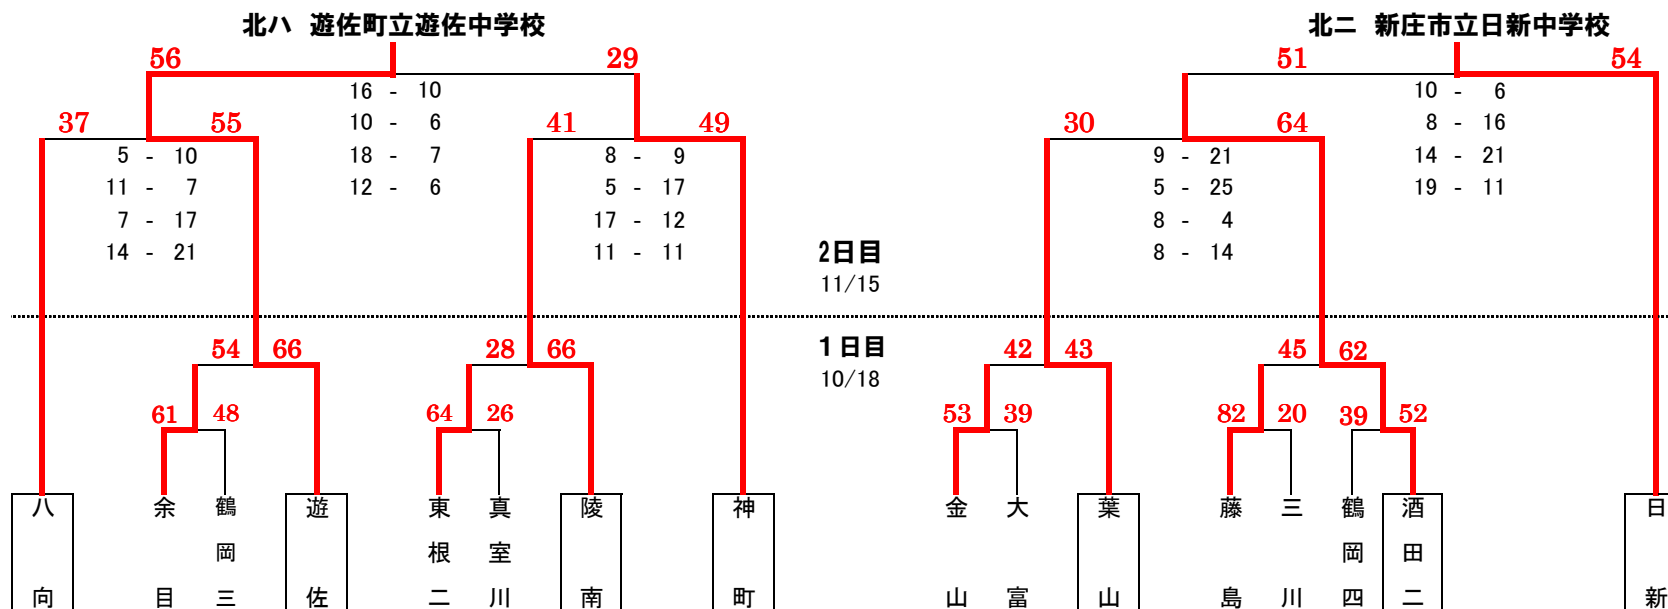 北ハ 遊佐町立遊佐中学校
北ニ 新庄市立日新中学校
56 29
51 54
16 - 10
10 - 6
18 - 7
12 - 6
10 - 6
8 - 16
14 - 21
19 - 11
37 55
41 49
30 64
5 - 10
11 - 7
7 - 17
14 - 21
8 - 9
5 - 17
17 - 12
11 - 11
9 - 21
5 - 25
8 - 4
8 - 14
2日目
11/15
1日目
10/18
54 66
28 66
42 43
45 62
61 48
64 26
53 39
82 20
39 52
八向
余目
鶴岡三
遊佐
東根二
真室川
陵南
神町
金山
大富
葉山
藤島
三川
鶴岡四
酒田二
日新